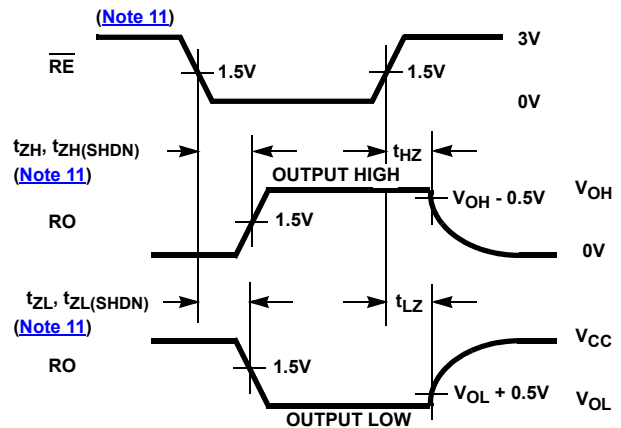 (Note 11)
RE
3V
1.5V
1.5V
0V
tZH, tZH(SHDN)
(Note 11)
tHZ
OUTPUT HIGH
VOH - 0.5V
VOH
RO
1.5V
0V
tZL, tZL(SHDN)
(Note 11)
tLZ
VCC
RO
1.5V
VOL + 0.5V
VOL
OUTPUT LOW